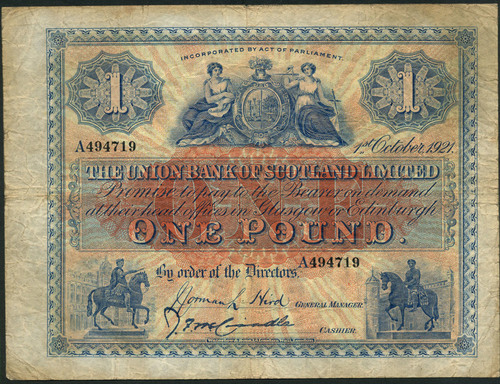 INCORPORATED BY ACT OF PARLIAMENT.
1 1
A494719 1st October, 1921.
THE UNION BANK OF SCOTLAND LIMITED
Promise to pay to the Bearer on demand
at their head offices in Glasgow or Edinburgh
ONE POUND.
A494719
By order of the Directors.
Norman L Hird GENERAL MANAGER.
CASHIER.